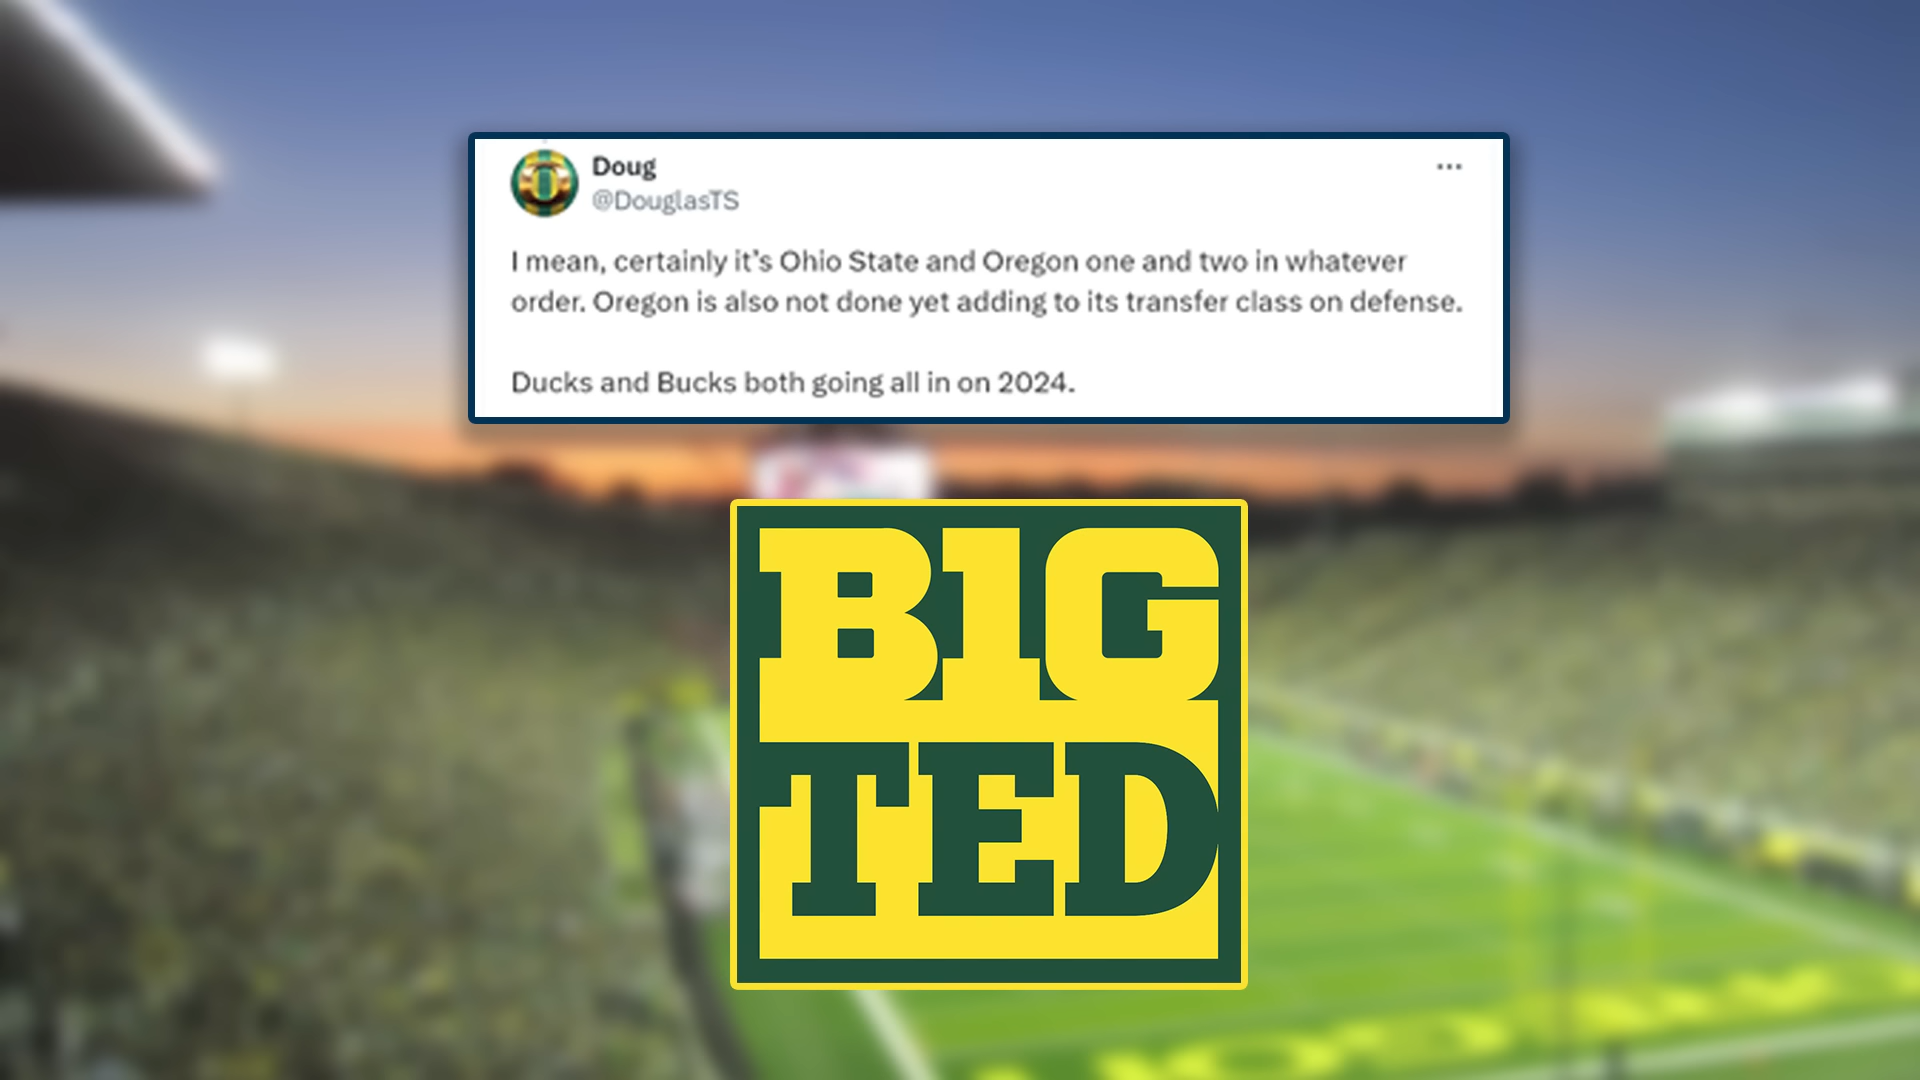 Doug
@DouglasTS
I mean, certainly it's Ohio State and Oregon one and two in whatever
order. Oregon is also not done yet adding to its transfer class on defense.
Ducks and Bucks both going all in on 2024.
B1G
TED